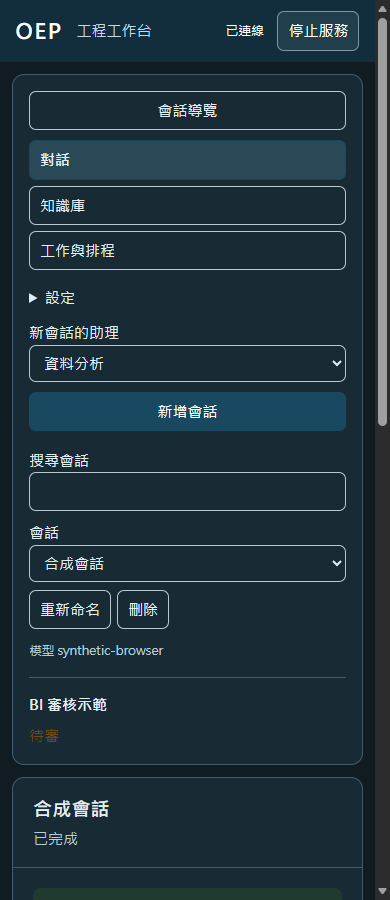 OEP 工程工作台 已連線 停止服務
會話導覽
對話
知識庫
工作與排程
設定
新會話的助理
資料分析
新增會話
搜尋會話
會話
合成會話
重新命名 刪除
模型 synthetic-browser
BI 審核示範
待審
合成會話
已完成